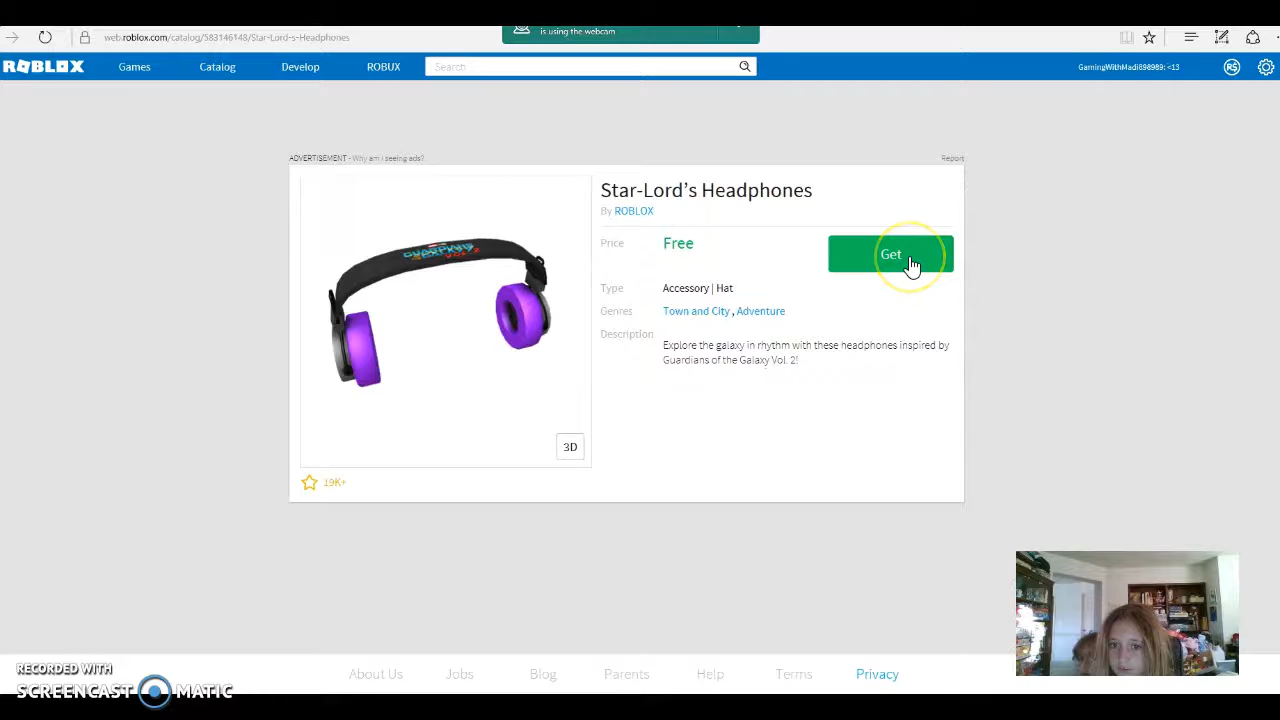 is using the webcam
web.roblox.com/catalog/583146148/Star-Lord-s-Headphones
ROBLOX Games Catalog Develop ROBUX Search GamingWithMadi898989: <13 R$
ADVERTISEMENT - Why am I seeing ads? Report
Star-Lord's Headphones
By ROBLOX
Price Free Get
Type Accessory | Hat
Genres Town and City , Adventure
Description
Explore the galaxy in rhythm with these headphones inspired by
Guardians of the Galaxy Vol. 2!
GUARDIANS
VOL. 2
3D
19K+
About Us Jobs Blog Parents Help Terms Privacy
RECORDED WITH
SCREENCAST MATIC